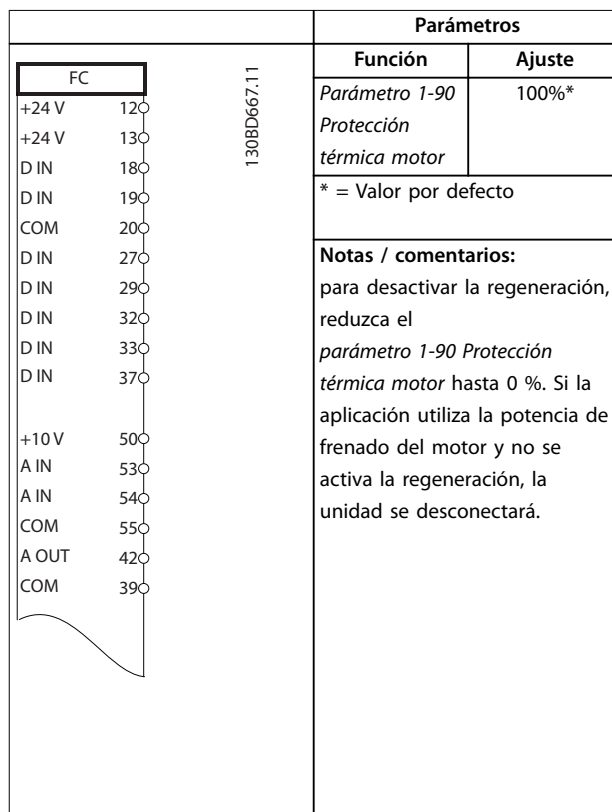 FC
+24 V 12
+24 V 13
D IN 18
D IN 19
COM 20
D IN 27
D IN 29
D IN 32
D IN 33
D IN 37
+10 V 50
A IN 53
A IN 54
COM 55
A OUT 42
COM 39
130BD667.11
Parámetros
Función Ajuste
Parámetro 1-90 100%*
Protección
térmica motor
* = Valor por defecto
Notas / comentarios:
para desactivar la regeneración,
reduzca el
parámetro 1-90 Protección
térmica motor hasta 0 %. Si la
aplicación utiliza la potencia de
frenado del motor y no se
activa la regeneración, la
unidad se desconectará.